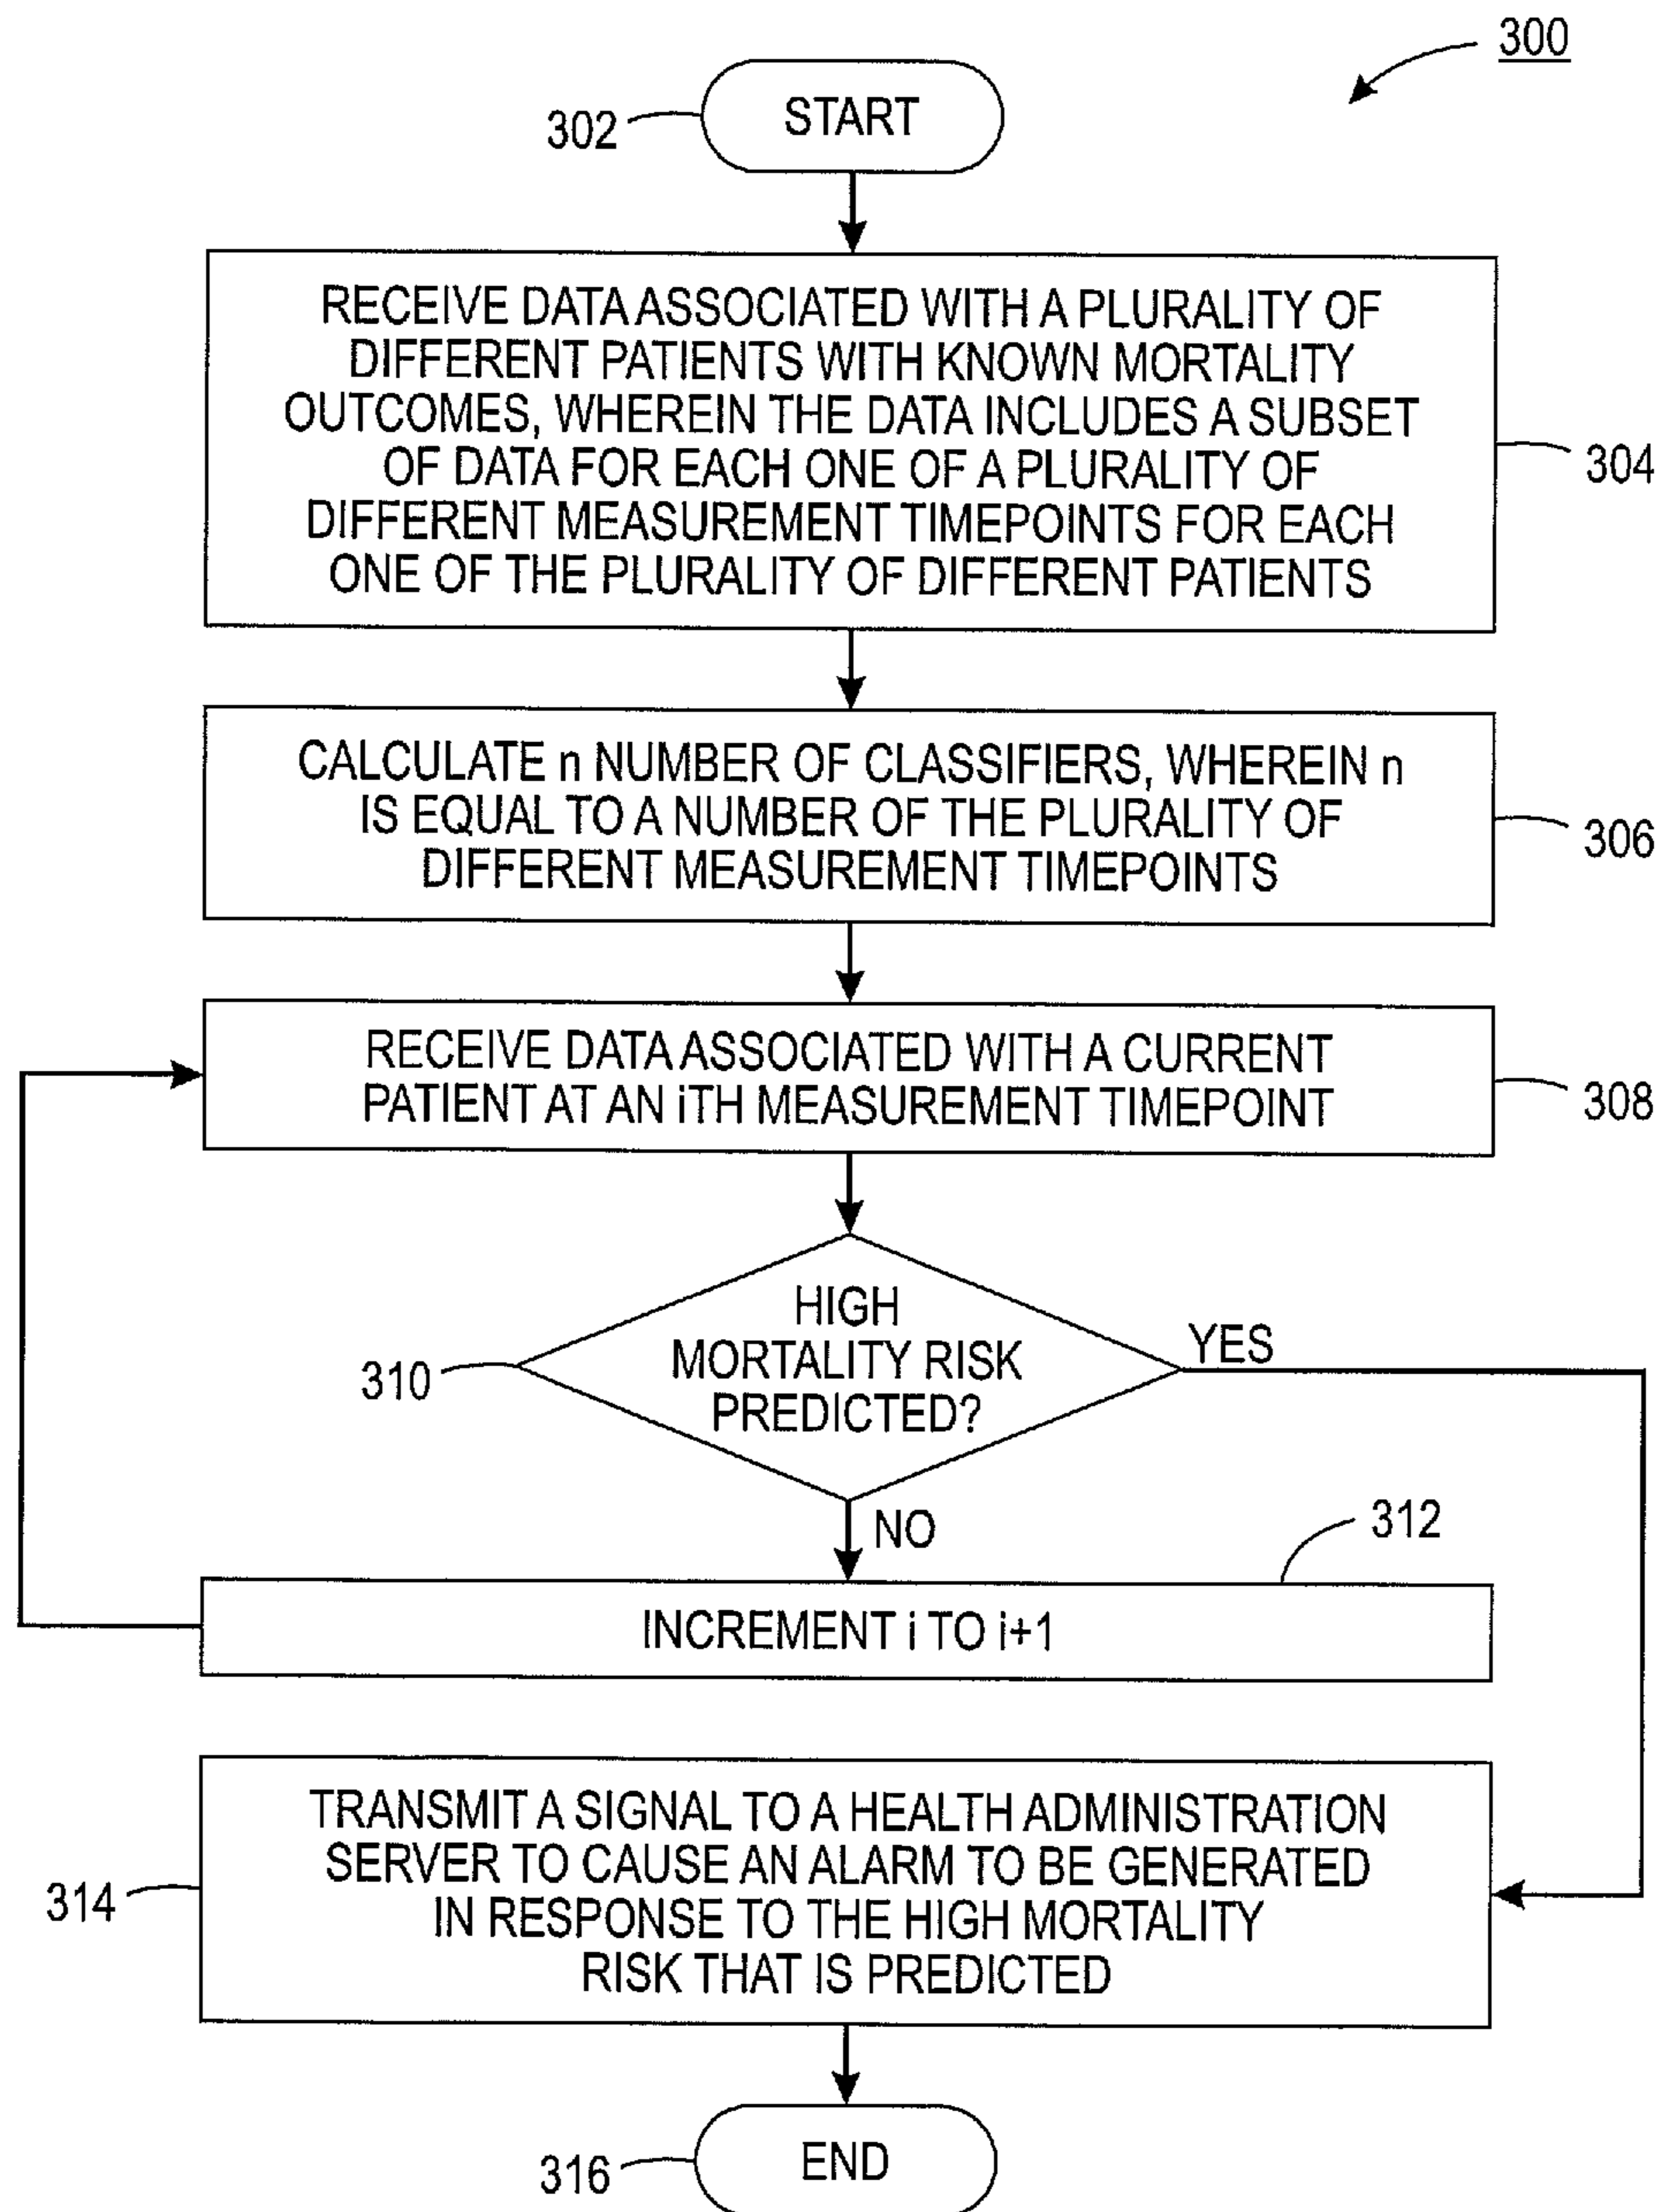 300
START
302
RECEIVE DATA ASSOCIATED WITH A PLURALITY OF
DIFFERENT PATIENTS WITH KNOWN MORTALITY
OUTCOMES, WHEREIN THE DATA INCLUDES A SUBSET
OF DATA FOR EACH ONE OF A PLURALITY OF
DIFFERENT MEASUREMENT TIMEPOINTS FOR EACH
ONE OF THE PLURALITY OF DIFFERENT PATIENTS
304
CALCULATE n NUMBER OF CLASSIFIERS, WHEREIN n
IS EQUAL TO A NUMBER OF THE PLURALITY OF
DIFFERENT MEASUREMENT TIMEPOINTS
306
RECEIVE DATA ASSOCIATED WITH A CURRENT
PATIENT AT AN iTH MEASUREMENT TIMEPOINT
308
HIGH
MORTALITY RISK
PREDICTED?
310
YES
NO
312
INCREMENT i TO i+1
TRANSMIT A SIGNAL TO A HEALTH ADMINISTRATION
SERVER TO CAUSE AN ALARM TO BE GENERATED
IN RESPONSE TO THE HIGH MORTALITY
RISK THAT IS PREDICTED
314
END
316